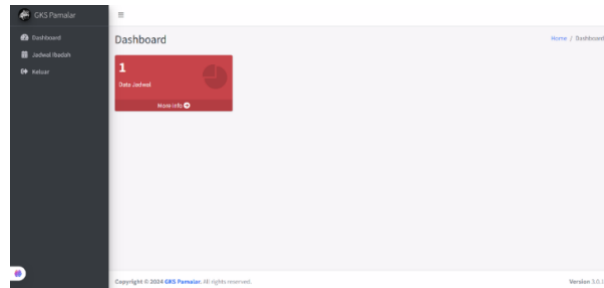 GKS Pamalar
Dashboard
Home / Dashboard
Dashboard
Jadwal Ibadah
Keluar
1
Data Jadwal
More info
Copyright © 2024 GKS Pamalar. All rights reserved.
Version 3.0.1